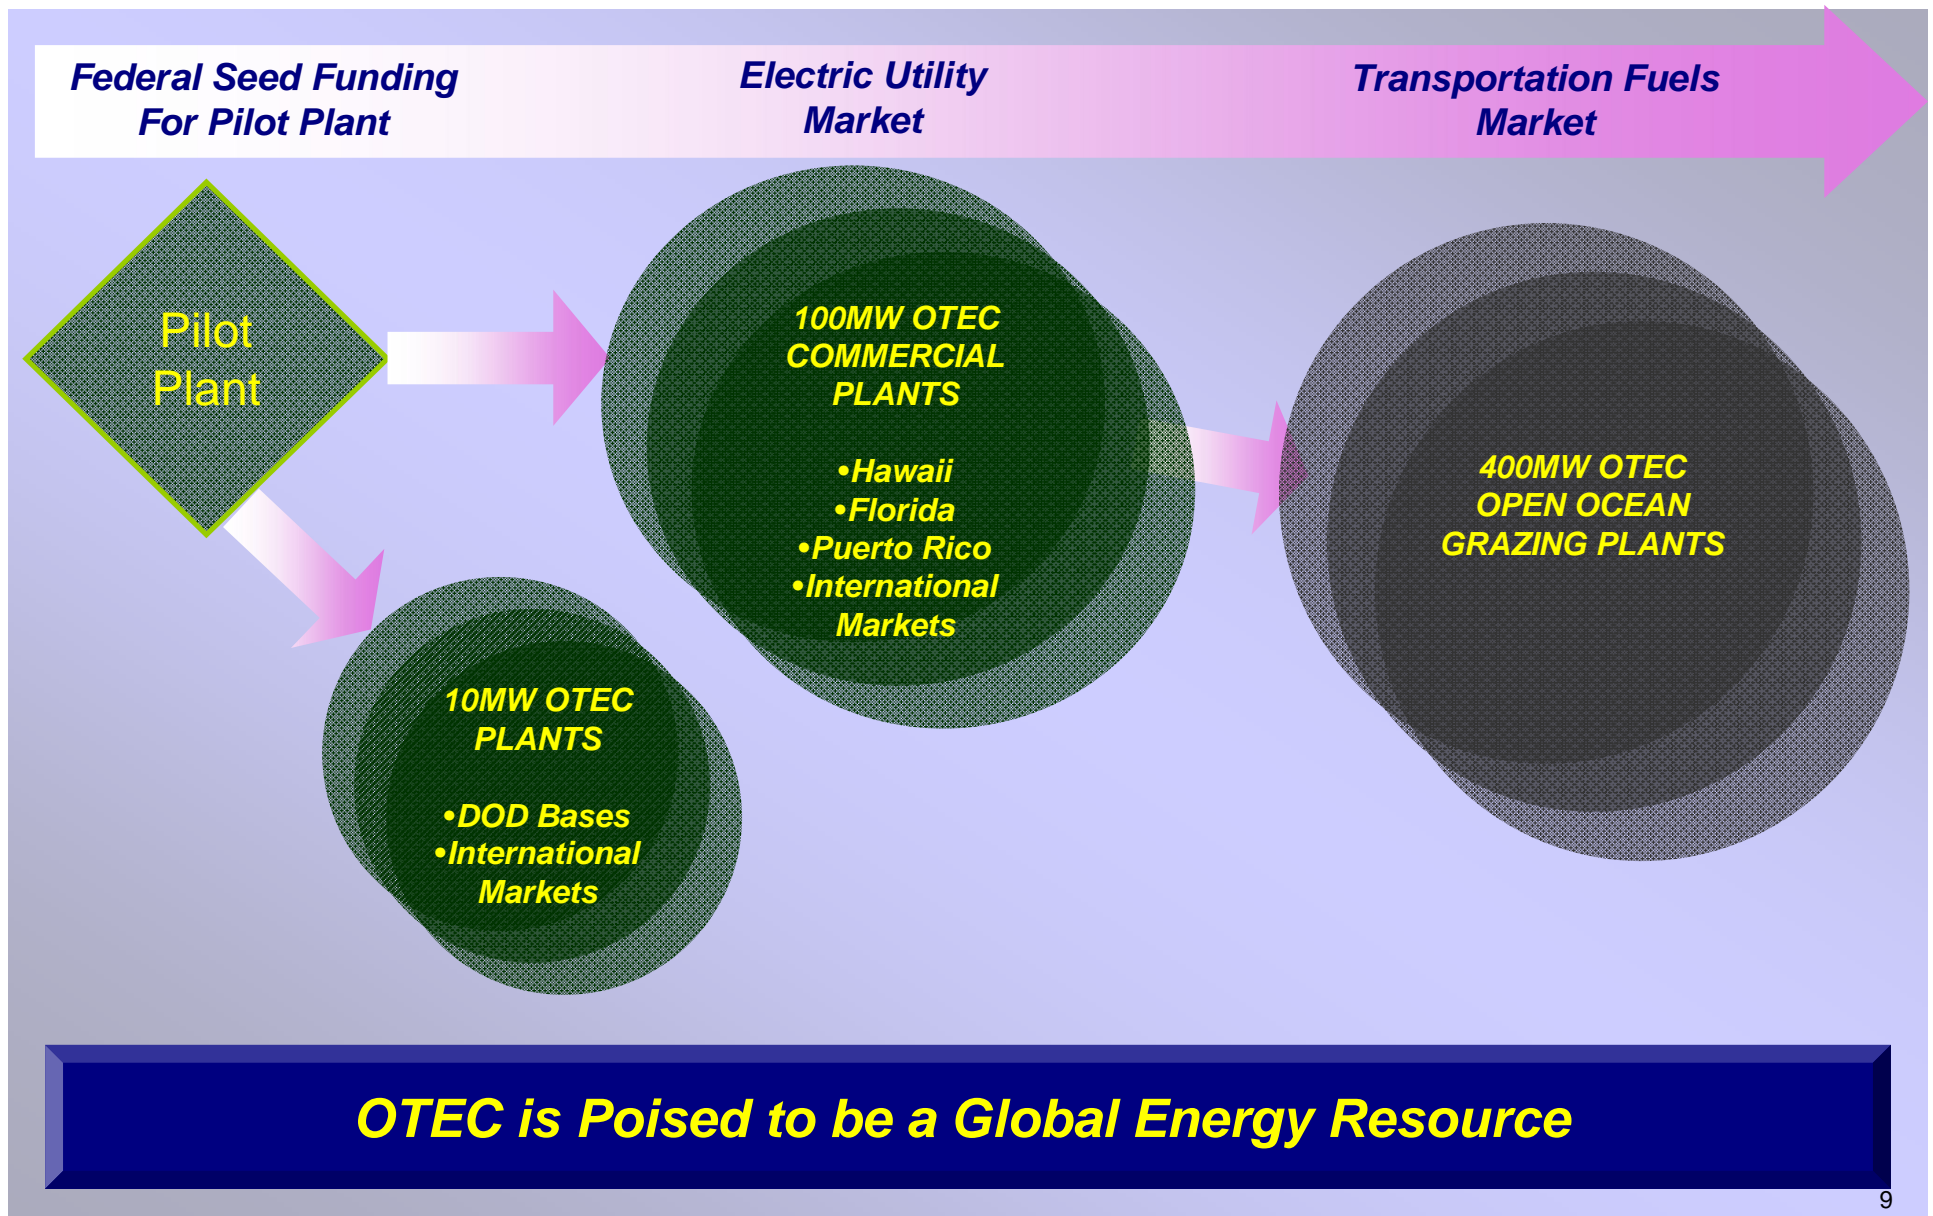 Federal Seed Funding
For Pilot Plant
Electric Utility
Market
Transportation Fuels
Market
Pilot
Plant
100MW OTEC
COMMERCIAL
PLANTS
•Hawaii
•Florida
•Puerto Rico
•International
Markets
400MW OTEC
OPEN OCEAN
GRAZING PLANTS
10MW OTEC
PLANTS
•DOD Bases
•International
Markets
OTEC is Poised to be a Global Energy Resource
9